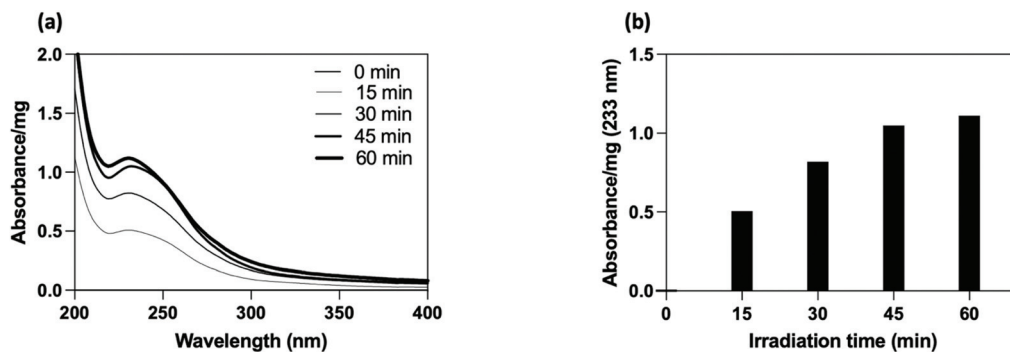 (a)
Absorbance/mg
2.0
1.5
1.0
0.5
0.0
200
250
300
350
400
Wavelength (nm)
0 min
15 min
30 min
45 min
60 min
(b)
Absorbance/mg (233 nm)
1.5
1.0
0.5
0.0
0
15
30
45
60
Irradiation time (min)